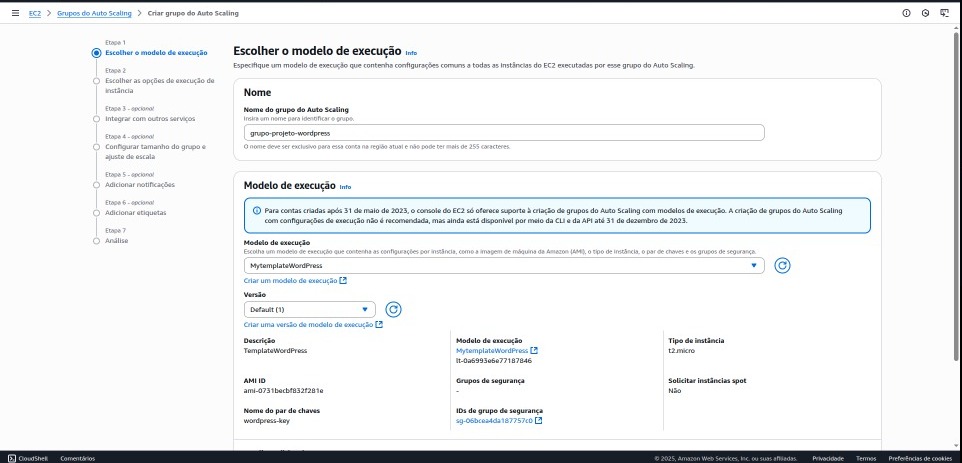 EC2 > Grupos do Auto Scaling > Criar grupo do Auto Scaling
Etapa 1
Escolher o modelo de execução
Etapa 2
Escolher as opções de execução de
instância
Etapa 3 - opcional
Integrar com outros serviços
Etapa 4 - opcional
Configurar tamanho do grupo e
ajuste de escala
Etapa 5 - opcional
Adicionar notificações
Etapa 6 - opcional
Adicionar etiquetas
Etapa 7
Análise
Escolher o modelo de execução Info
Especifique um modelo de execução que contenha configurações comuns a todas as instâncias do EC2 executadas por esse grupo do Auto Scaling.
Nome
Nome do grupo do Auto Scaling
Insira um nome para identificar o grupo.
grupo-projeto-wordpress
O nome deve ser exclusivo para essa conta na região atual e não pode ter mais de 255 caracteres.
Modelo de execução Info
Para contas criadas após 31 de maio de 2023, o console do EC2 só oferece suporte à criação de grupos do Auto Scaling com modelos de execução. A criação de grupos do Auto Scaling
com configurações de execução não é recomendada, mas ainda está disponível por meio da CLI e da API até 31 de dezembro de 2023.
Modelo de execução
Escolha um modelo de execução que contenha as configurações por instância, como a imagem de máquina da Amazon (AMI), o tipo de instância, o par de chaves e os grupos de segurança.
MytemplateWordPress
Criar um modelo de execução
Versão
Default (1)
Criar uma versão de modelo de execução
Descrição
TemplateWordPress
Modelo de execução
MytemplateWordPress
lt-0a6993e6e77187846
Tipo de instância
t2.micro
AMI ID
ami-0731becbf832f281e
Grupos de segurança
-
Solicitar instâncias spot
Não
Nome do par de chaves
wordpress-key
IDs de grupo de segurança
sg-06bcea4da187757c0
CloudShell Comentários © 2025, Amazon Web Services, Inc. ou suas afiliadas. Privacidade Termos Preferências de cookies